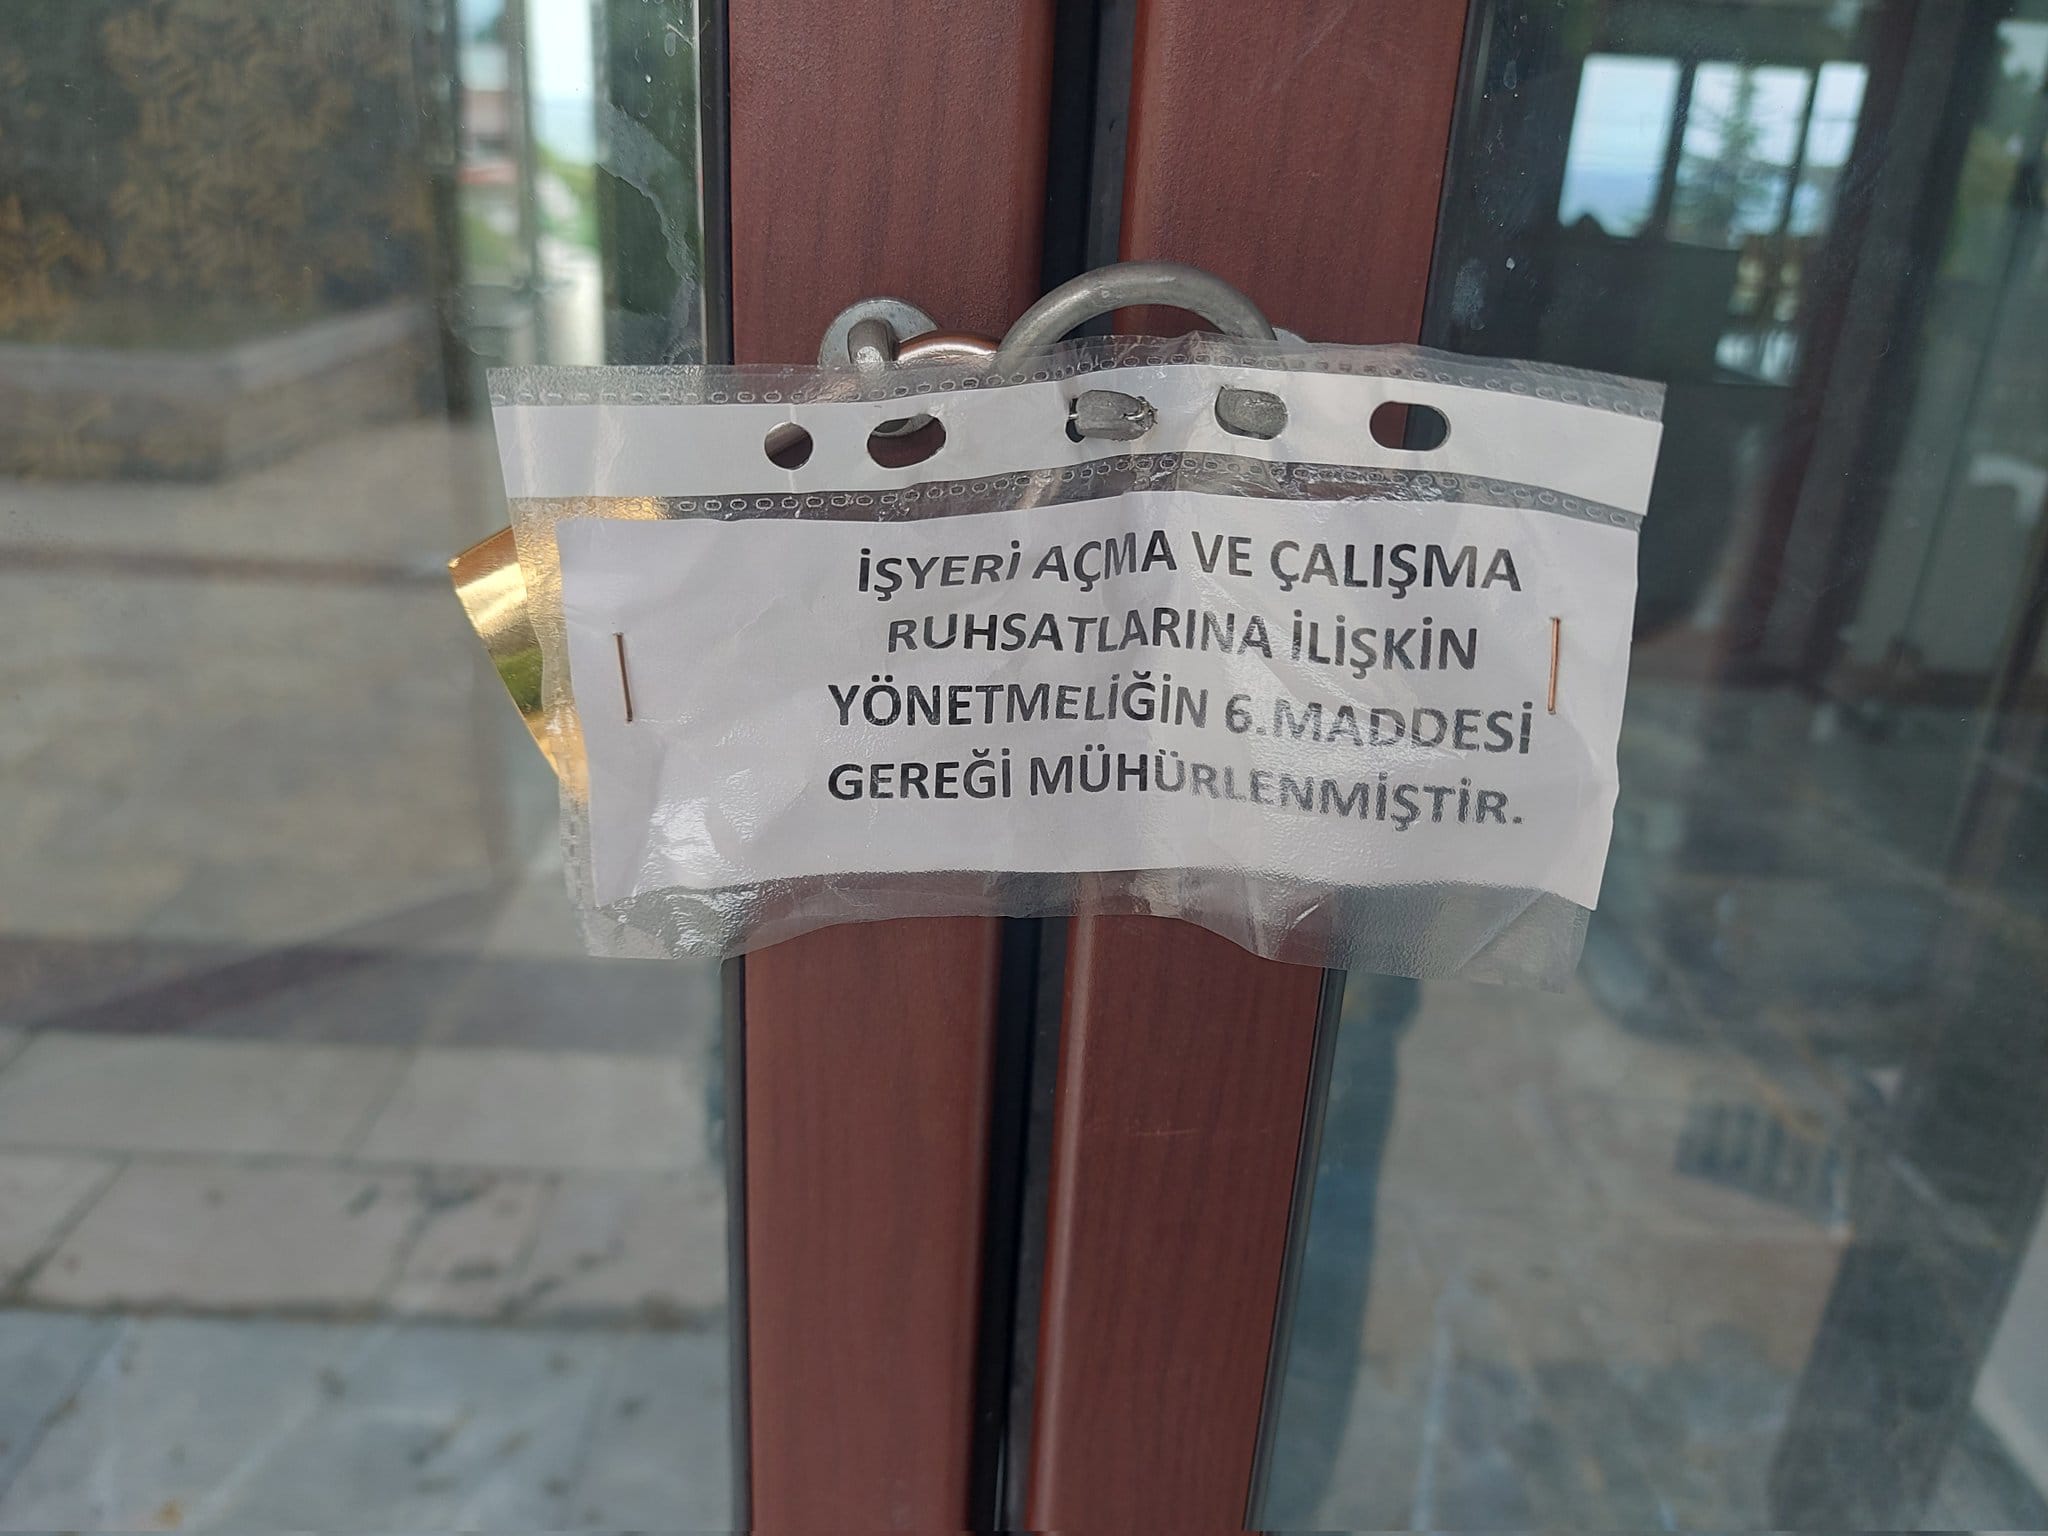 İŞYERİ AÇMA VE ÇALIŞMA
RUHSATLARINA İLİŞKİN
YÖNETMELİĞİN 6.MADDESİ
GEREĞİ MÜHÜRLENMİŞTİR.